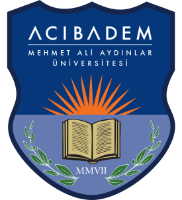 ACIBADEM
MEHMET ALİ AYDINLAR
ÜNİVERSİTESİ
MMVII